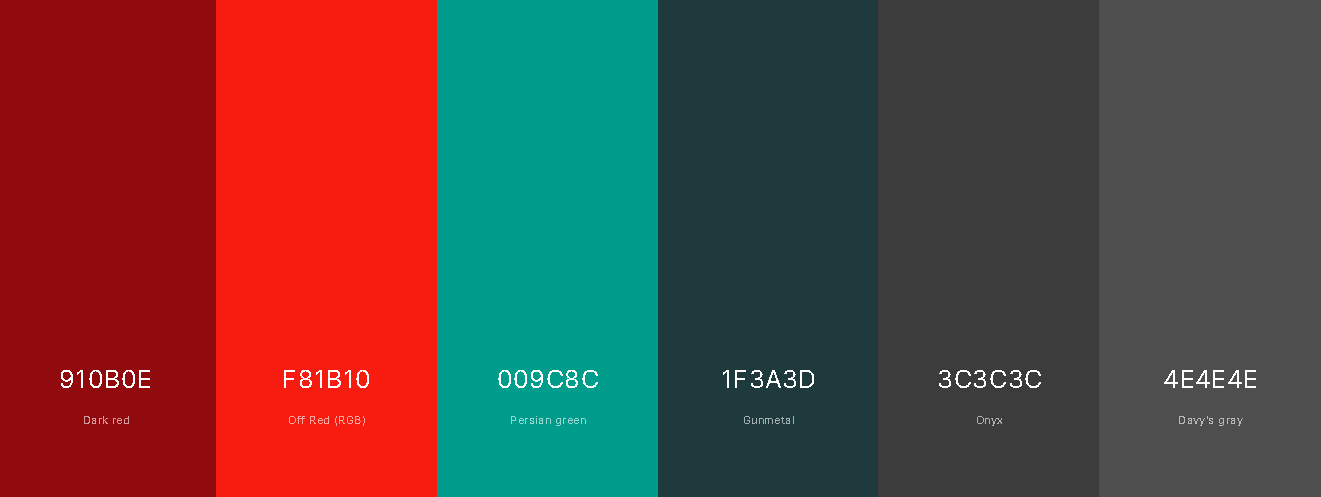 910B0E
Dark red
F81B10
Off Red (RGB)
009C8C
Persian green
1F3A3D
Gunmetal
3C3C3C
Onyx
4E4E4E
Davy's gray